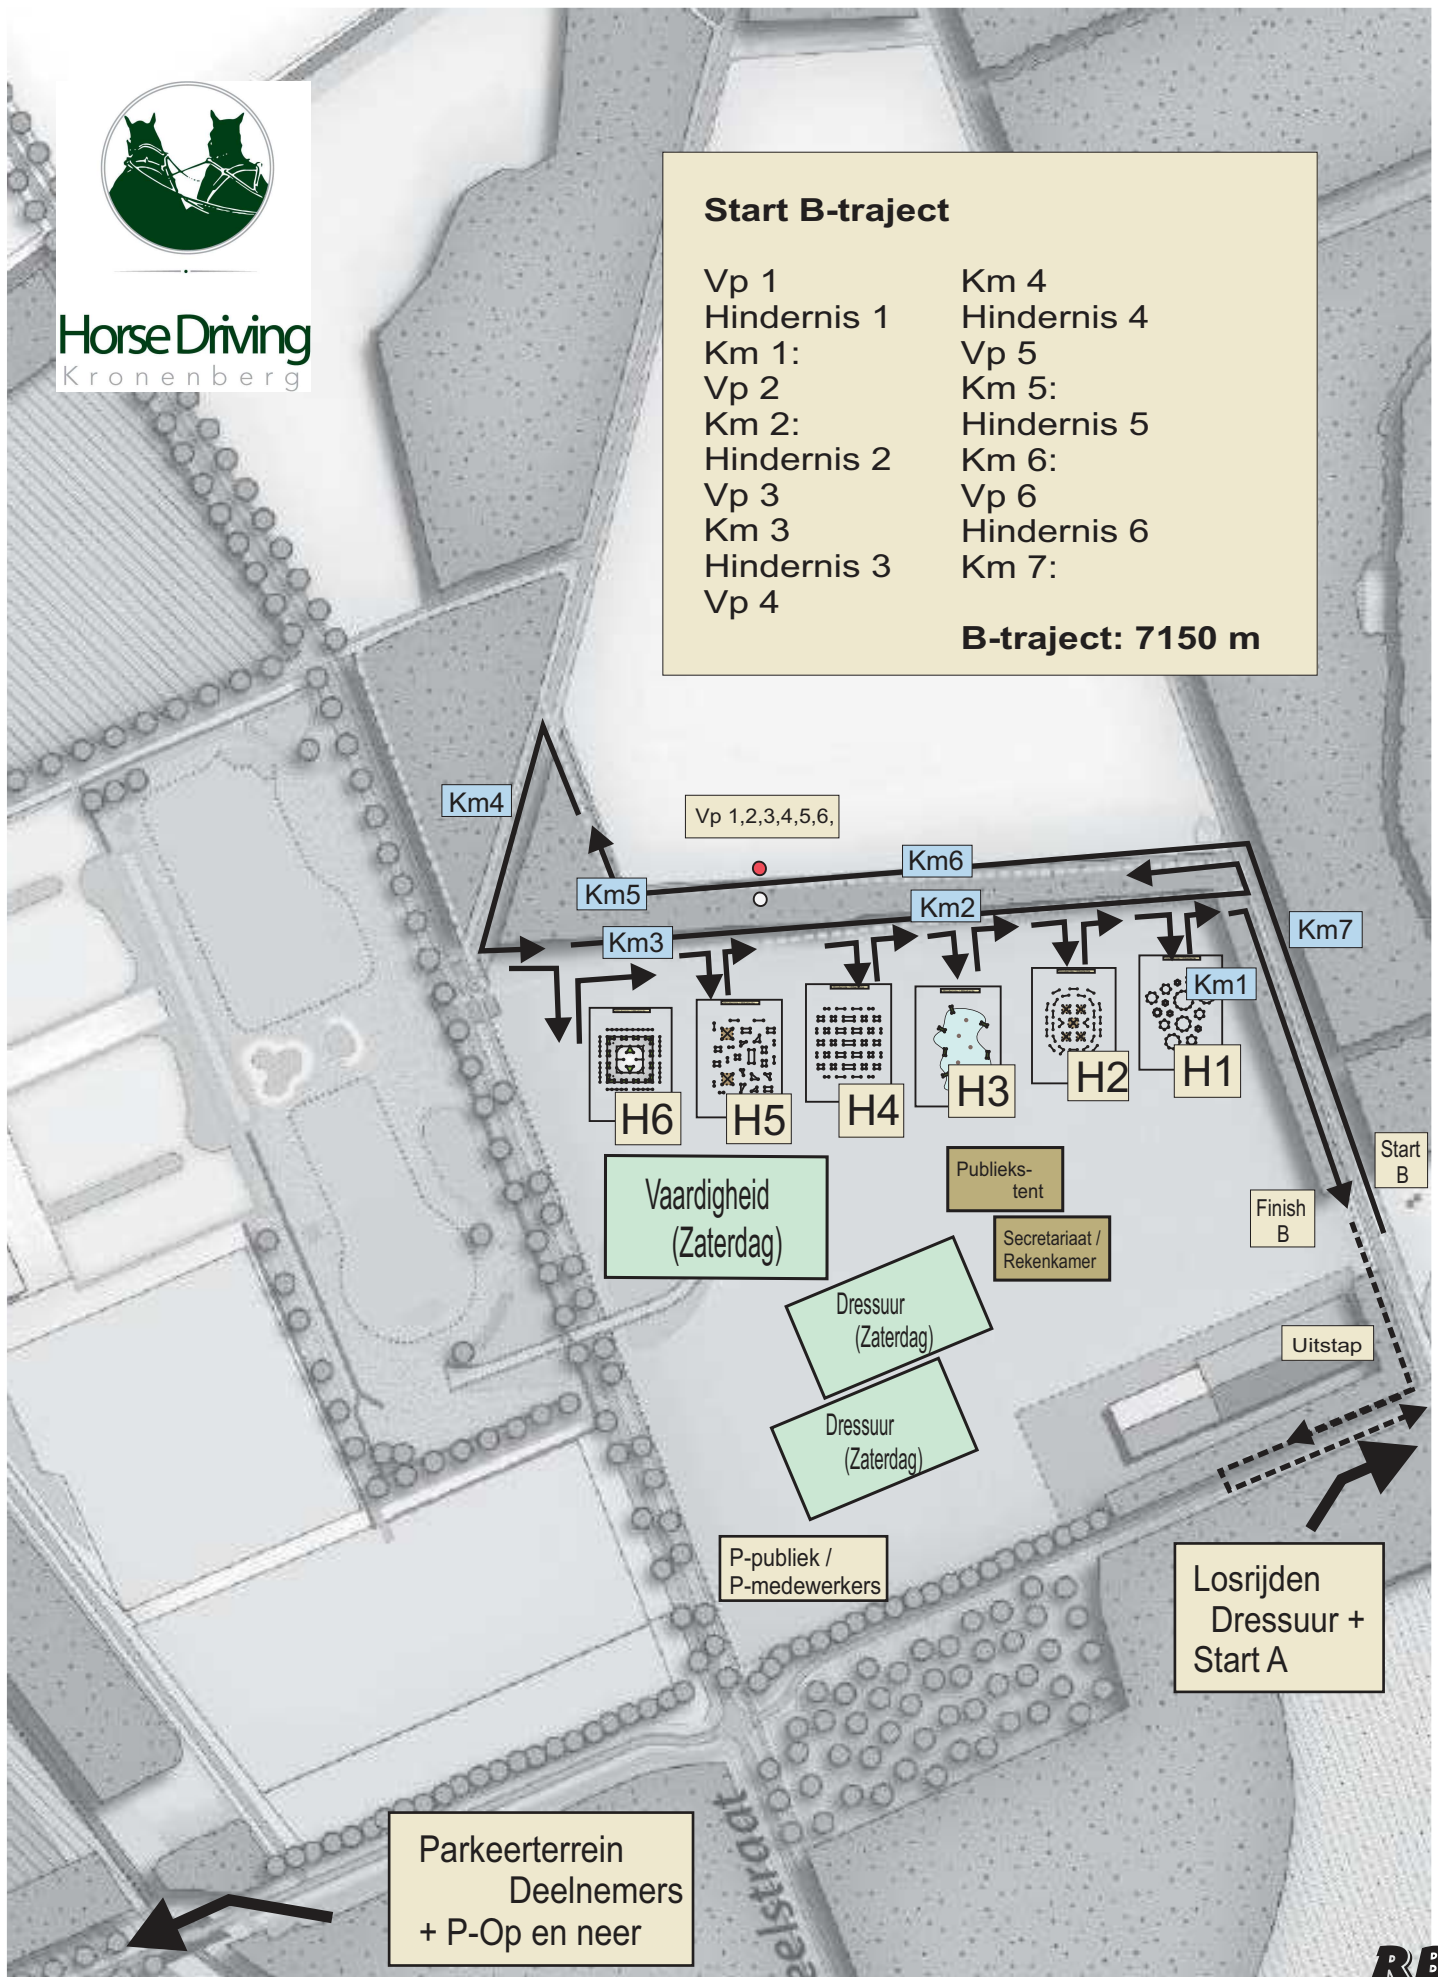 Horse Driving
Kronenberg
Start B-traject
Vp 1
Hindernis 1
Km 1:
Vp 2
Km 2:
Hindernis 2
Vp 3
Km 3
Hindernis 3
Vp 4
Km 4
Hindernis 4
Vp 5
Km 5:
Hindernis 5
Km 6:
Vp 6
Hindernis 6
Km 7:
B-traject: 7150 m
Km4
Vp 1,2,3,4,5,6,
Km6
Km5
Km2
Km3
Km7
Km1
H6
H5
H4
H3
H2
H1
Start
B
Finish
B
Vaardigheid
(Zaterdag)
Publieks-
tent
Secretariaat /
Rekenkamer
Dressuur
(Zaterdag)
Dressuur
(Zaterdag)
Uitstap
P-publiek /
P-medewerkers
Losrijden
Dressuur +
Start A
Parkeerterrein
Deelnemers
+ P-Op en neer